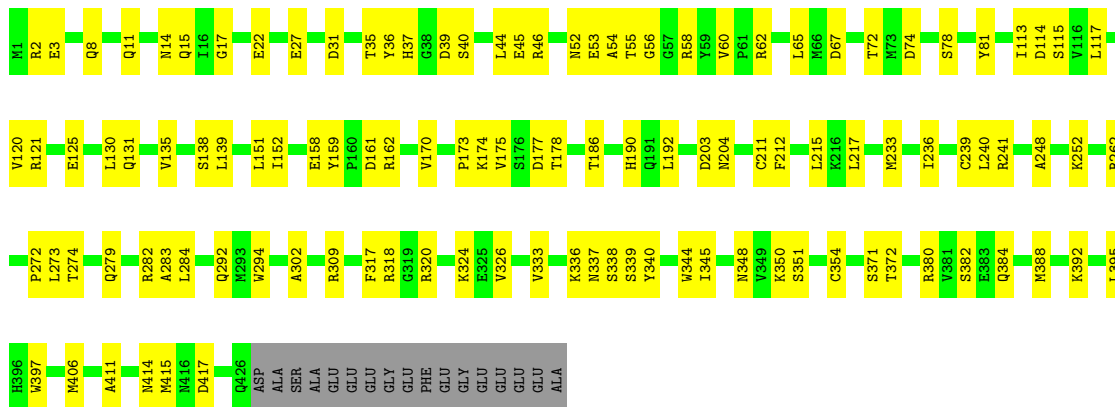 M1 R2 E3 Q8 Q11 N14 Q15 I16 G17 E22 E27 D31 T35 Y36 H37 G38 D39 S40 L44 E45 R46 N52 E53 A54 T55 G56 G57 R58 Y59 V60 P61 R62 L65 M66 D67 T72 M73 D74 S78 Y81 I113 D114 S115 V116 L117
V120 R121 E125 L130 Q131 V135 S138 L139 L151 I152 E158 Y159 P160 D161 R162 V170 P173 K174 V175 S176 D177 T178 T186 H190 Q191 L192 D203 N204 C211 F212 L215 K216 L217 M233 I236 C239 L240 R241 A248 K252
P272 L273 T274 Q279 R282 A283 L284 Q292 M293 W294 A302 R309 F317 R318 G319 R320 K324 E325 V326 V333 K336 N337 S338 S339 Y340 W344 I345 N348 V349 K350 S351 C354 S371 T372 R380 V381 S382 E383 Q384 M388 K392
H396 W397 M406 A411 N414 M415 N416 D417 Q426 ASP ALA SER ALA GLU GLU GLU GLY GLU PHE GLU GLY GLU GLU GLU GLU ALA